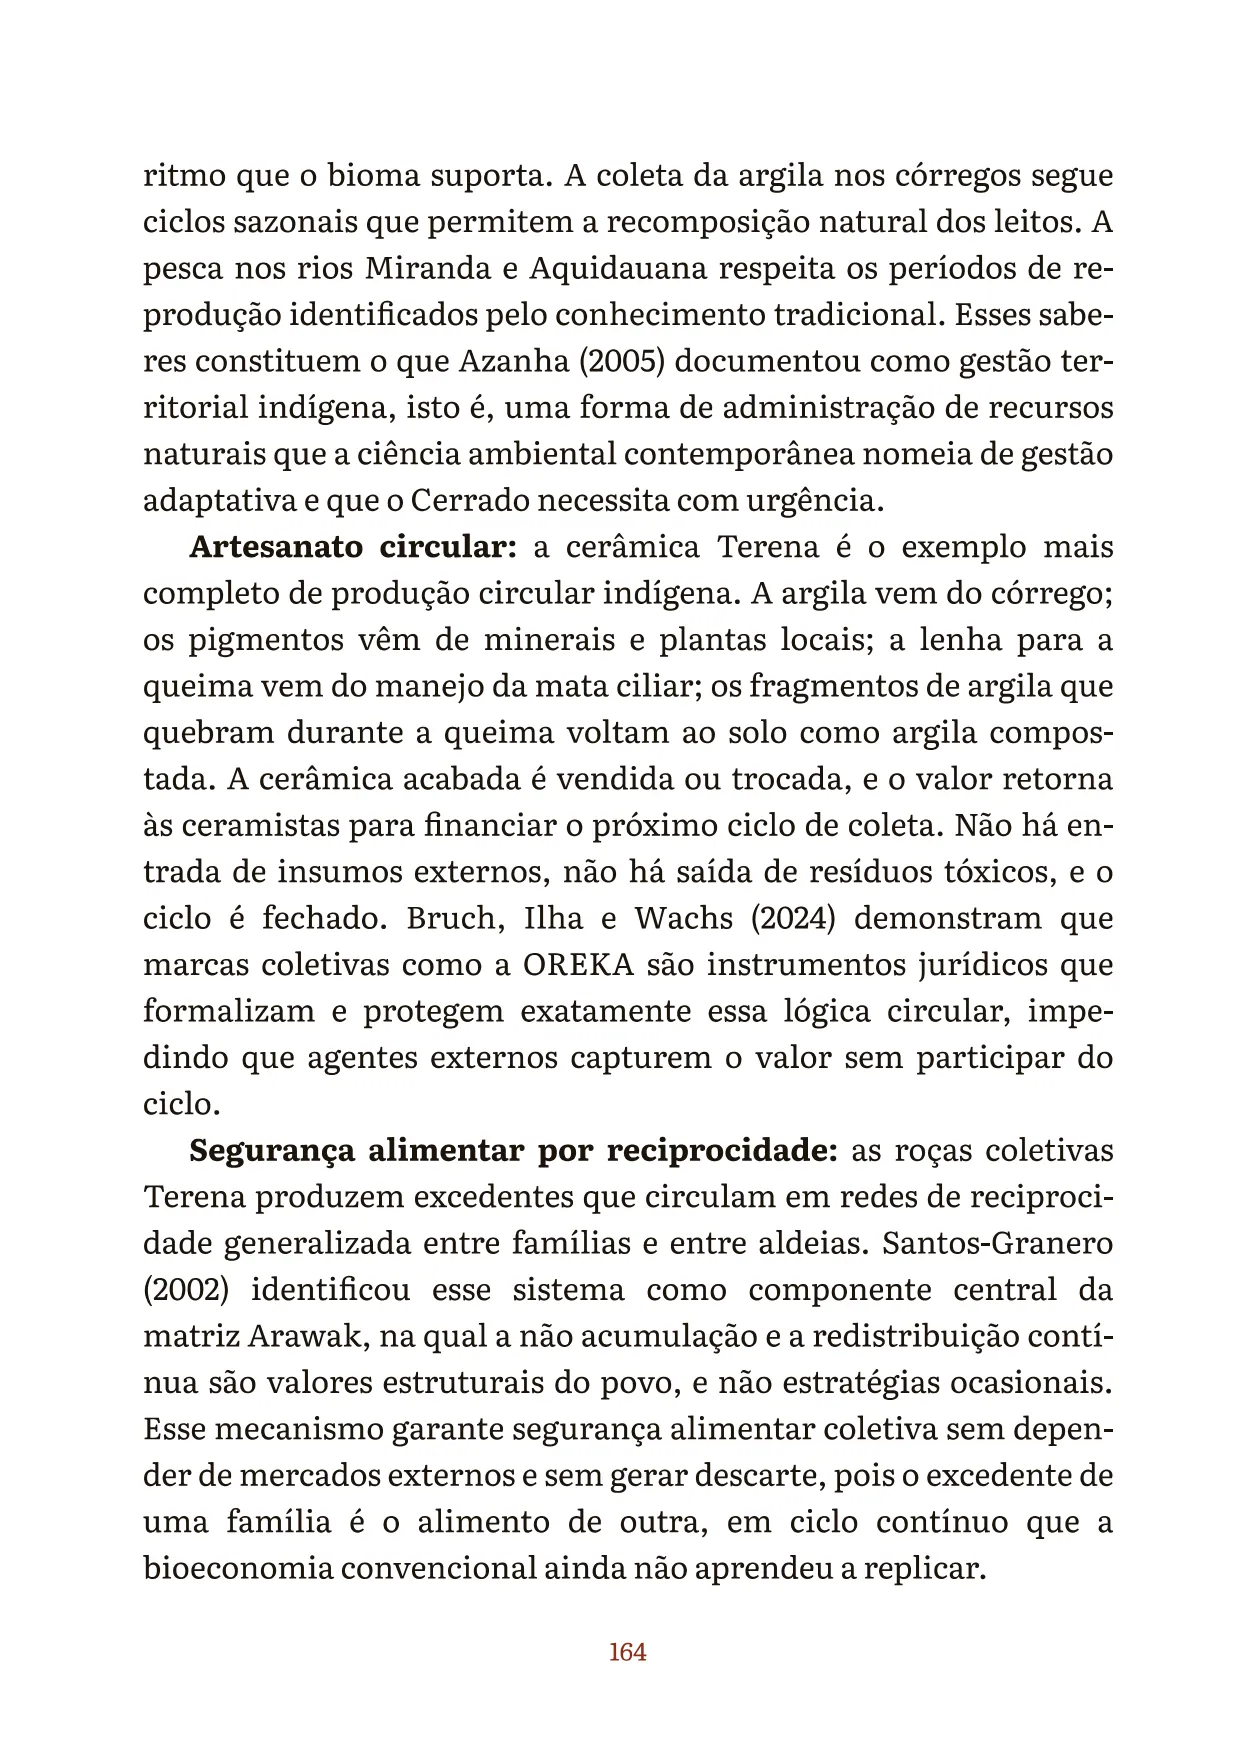 ritmo que o bioma suporta. A coleta da argila nos córregos segue
ciclos sazonais que permitem a recomposição natural dos leitos. A
pesca nos rios Miranda e Aquidauana respeita os períodos de re-
produção identificados pelo conhecimento tradicional. Esses sabe-
res constituem o que Azanha (2005) documentou como gestão ter-
ritorial indígena, isto é, uma forma de administração de recursos
naturais que a ciência ambiental contemporânea nomeia de gestão
adaptativa e que o Cerrado necessita com urgência.
Artesanato circular: a cerâmica Terena é o exemplo mais
completo de produção circular indígena. A argila vem do córrego;
os pigmentos vêm de minerais e plantas locais; a lenha para a
queima vem do manejo da mata ciliar; os fragmentos de argila que
quebram durante a queima voltam ao solo como argila compos-
tada. A cerâmica acabada é vendida ou trocada, e o valor retorna
às ceramistas para financiar o próximo ciclo de coleta. Não há en-
trada de insumos externos, não há saída de resíduos tóxicos, e o
ciclo é fechado. Bruch, Ilha e Wachs (2024) demonstram que
marcas coletivas como a OREKA são instrumentos jurídicos que
formalizam e protegem exatamente essa lógica circular, impe-
dindo que agentes externos capturem o valor sem participar do
ciclo.
Segurança alimentar por reciprocidade: as roças coletivas
Terena produzem excedentes que circulam em redes de reciproci-
dade generalizada entre famílias e entre aldeias. Santos-Granero
(2002) identificou esse sistema como componente central da
matriz Arawak, na qual a não acumulação e a redistribuição contí-
nua são valores estruturais do povo, e não estratégias ocasionais.
Esse mecanismo garante segurança alimentar coletiva sem depen-
der de mercados externos e sem gerar descarte, pois o excedente de
uma família é o alimento de outra, em ciclo contínuo que a
bioeconomia convencional ainda não aprendeu a replicar.
164